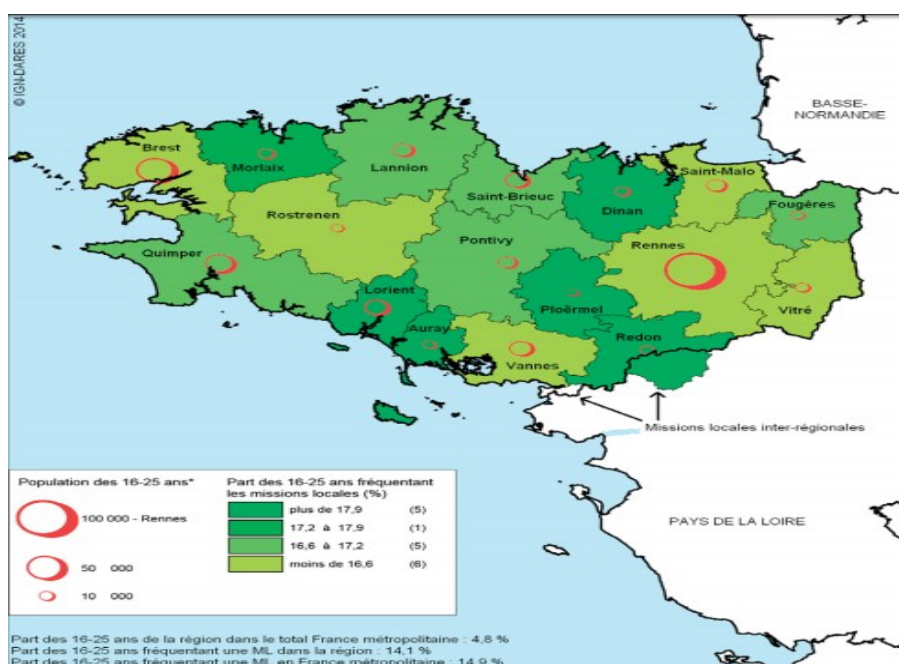 © IGN-DARES 2014
BASSE-
NORMANDIE
Brest
Morlaix
Lannion
Saint-Brieuc
Dinan
Saint-Malo
Fougères
Rostrenen
Pontivy
Rennes
Quimper
Lorient
Ploërmel
Vitré
Auray
Vannes
Redon
Missions locales inter-régionales
PAYS DE LA LOIRE
Population des 16-25 ans*
100 000 - Rennes
50 000
10 000
Part des 16-25 ans fréquentant
les missions locales (%)
plus de 17,9 (5)
17,2 à 17,9 (1)
16,6 à 17,2 (5)
moins de 16,6 (6)
Part des 16-25 ans de la région dans le total France métropolitaine : 4,8 %
Part des 16-25 ans fréquentant une ML dans la région : 14,1 %
Part des 16-25 ans fréquentant une ML en France métropolitaine : 14,9 %